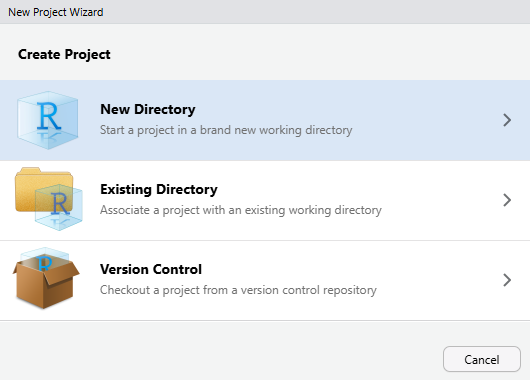 New Project Wizard
Create Project
R
New Directory
Start a project in a brand new working directory
R
Existing Directory
Associate a project with an existing working directory
R
Version Control
Checkout a project from a version control repository
Cancel